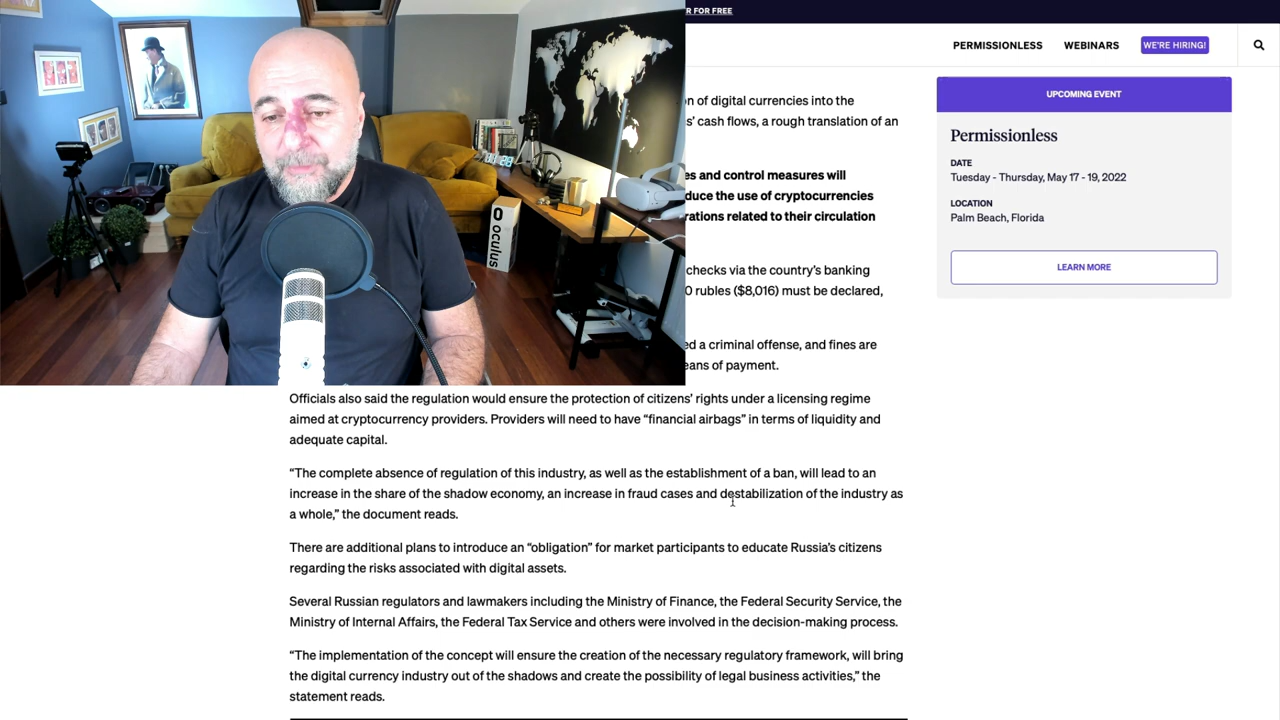 R FOR FREE
PERMISSIONLESS
WEBINARS
WE'RE HIRING!
UPCOMING EVENT
Permissionless
DATE
Tuesday - Thursday, May 17 - 19, 2022
LOCATION
Palm Beach, Florida
LEARN MORE
n of digital currencies into the
s’ cash flows, a rough translation of an
es and control measures will
duce the use of cryptocurrencies
rations related to their circulation
checks via the country’s banking
0 rubles ($8,016) must be declared,
ed a criminal offense, and fines are
eans of payment.
oculus
Officials also said the regulation would ensure the protection of citizens’ rights under a licensing regime
aimed at cryptocurrency providers. Providers will need to have “financial airbags” in terms of liquidity and
adequate capital.
“The complete absence of regulation of this industry, as well as the establishment of a ban, will lead to an
increase in the share of the shadow economy, an increase in fraud cases and destabilization of the industry as
a whole,” the document reads.
There are additional plans to introduce an “obligation” for market participants to educate Russia’s citizens
regarding the risks associated with digital assets.
Several Russian regulators and lawmakers including the Ministry of Finance, the Federal Security Service, the
Ministry of Internal Affairs, the Federal Tax Service and others were involved in the decision-making process.
“The implementation of the concept will ensure the creation of the necessary regulatory framework, will bring
the digital currency industry out of the shadows and create the possibility of legal business activities,” the
statement reads.